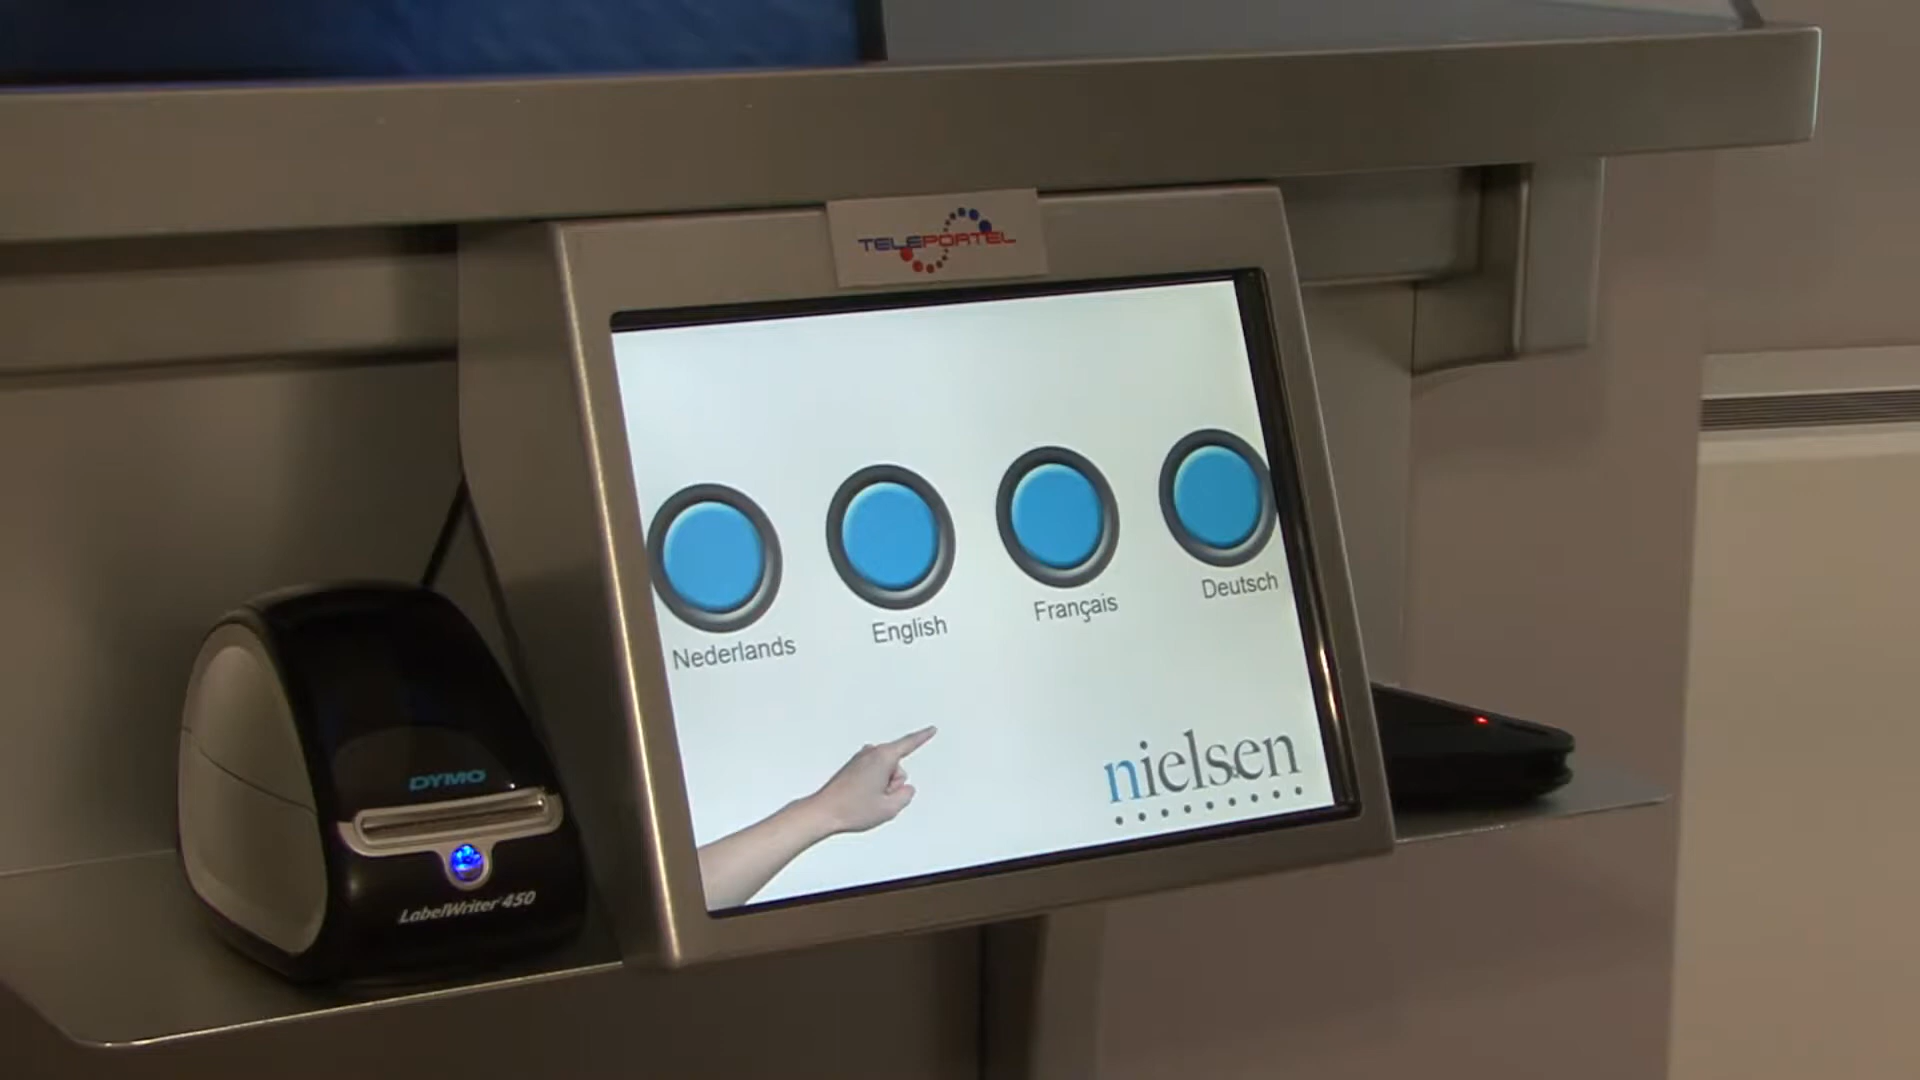 TELEPORTEL
Nederlands
English
Français
Deutsch
nielsen
DYMO
LabelWriter 450